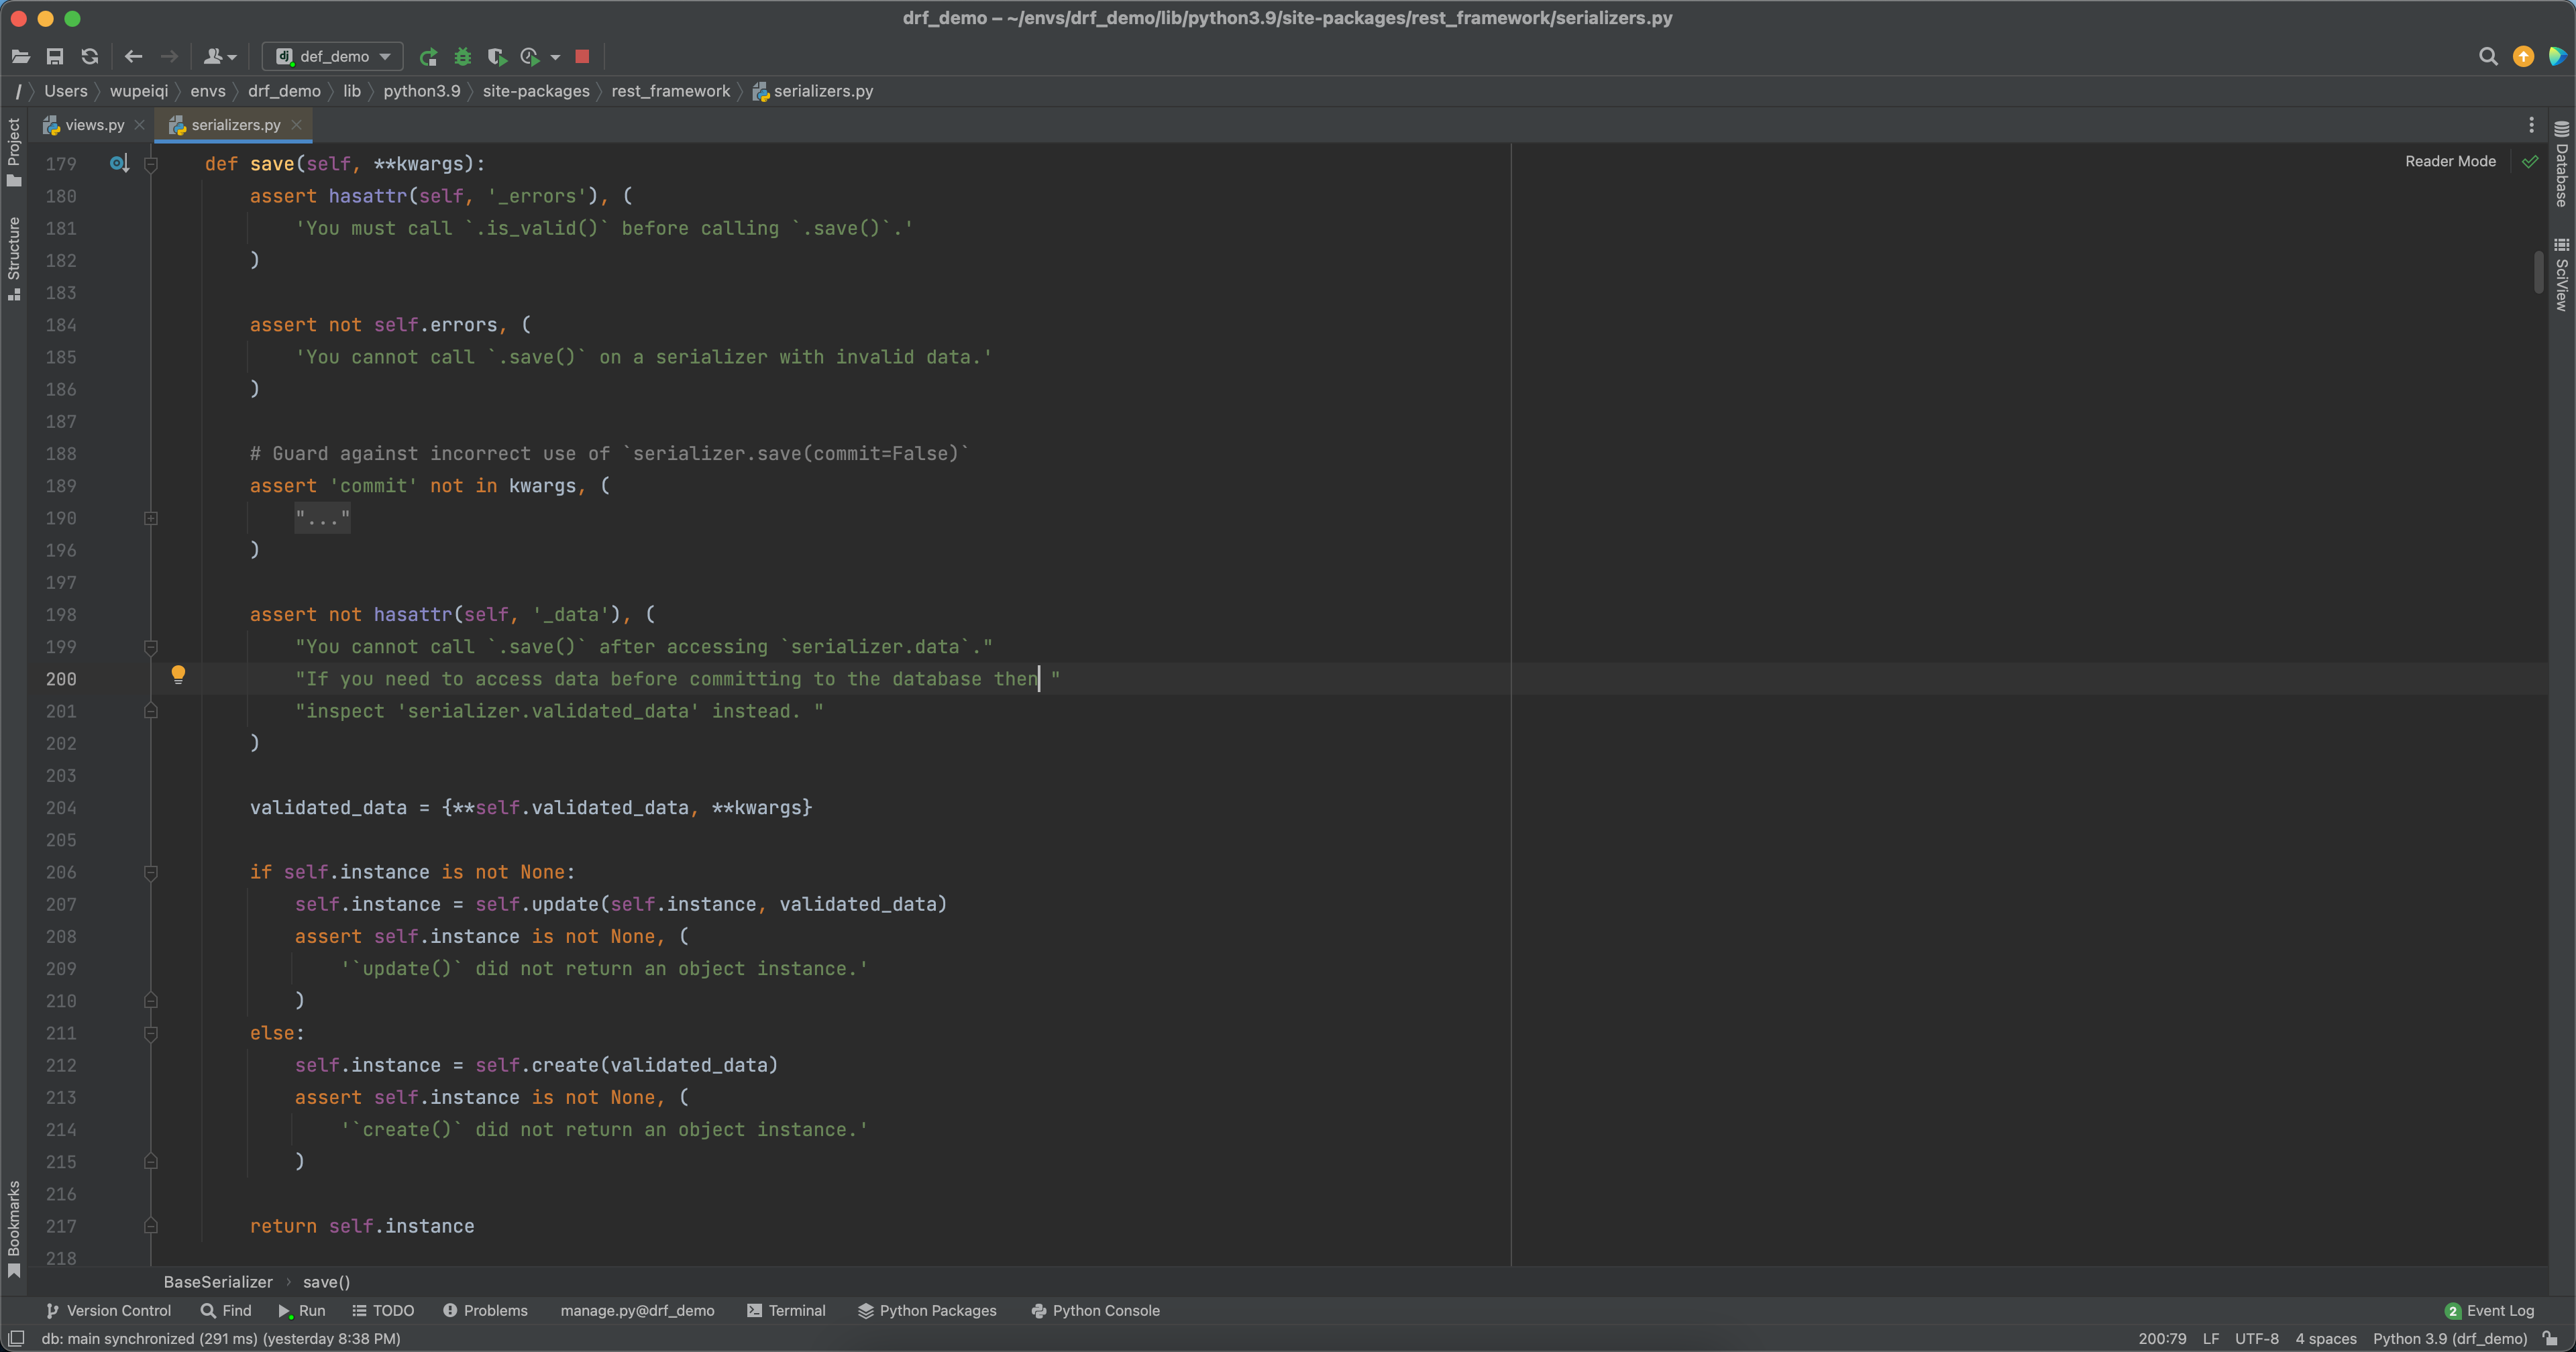 drf_demo – ~/envs/drf_demo/lib/python3.9/site-packages/rest_framework/serializers.py
def_demo
/ Users wupeiqi envs drf_demo lib python3.9 site-packages rest_framework serializers.py
views.py serializers.py
Project
Structure
Bookmarks
Reader Mode
Database
SciView
179 def save(self, **kwargs):
180 assert hasattr(self, '_errors'), (
181 'You must call `.is_valid()` before calling `.save()`.'
182 )
183
184 assert not self.errors, (
185 'You cannot call `.save()` on a serializer with invalid data.'
186 )
187
188 # Guard against incorrect use of `serializer.save(commit=False)`
189 assert 'commit' not in kwargs, (
190 "..."
196 )
197
198 assert not hasattr(self, '_data'), (
199 "You cannot call `.save()` after accessing `serializer.data`."
200 "If you need to access data before committing to the database then "
201 "inspect 'serializer.validated_data' instead. "
202 )
203
204 validated_data = {**self.validated_data, **kwargs}
205
206 if self.instance is not None:
207 self.instance = self.update(self.instance, validated_data)
208 assert self.instance is not None, (
209 '`update()` did not return an object instance.'
210 )
211 else:
212 self.instance = self.create(validated_data)
213 assert self.instance is not None, (
214 '`create()` did not return an object instance.'
215 )
216
217 return self.instance
218
BaseSerializer › save()
Version Control Find Run TODO Problems manage.py@drf_demo Terminal Python Packages Python Console 2 Event Log
db: main synchronized (291 ms) (yesterday 8:38 PM) 200:79 LF UTF-8 4 spaces Python 3.9 (drf_demo)